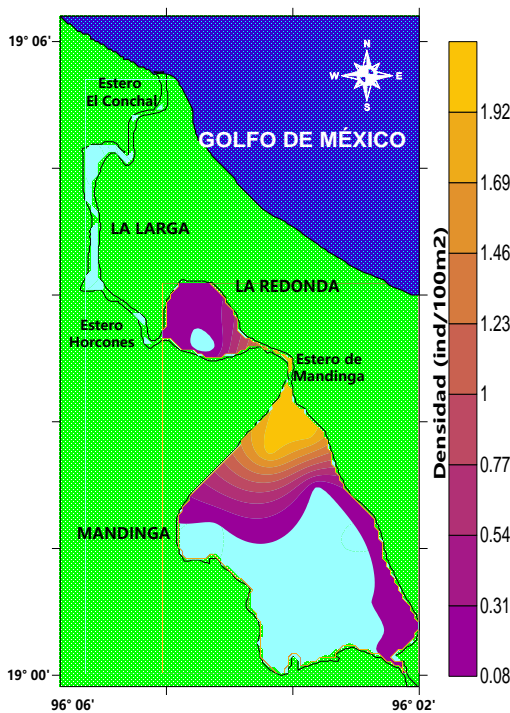 19° 06'
N
W E
S
Estero
El Conchal
GOLFO DE MÉXICO
LA LARGA
LA REDONDA
Estero
Horcones
Estero de
Mandinga
MANDINGA
19° 00'
96° 06'
96° 02'
Densidad (ind/100m2)
1.92
1.69
1.46
1.23
1
0.77
0.54
0.31
0.08